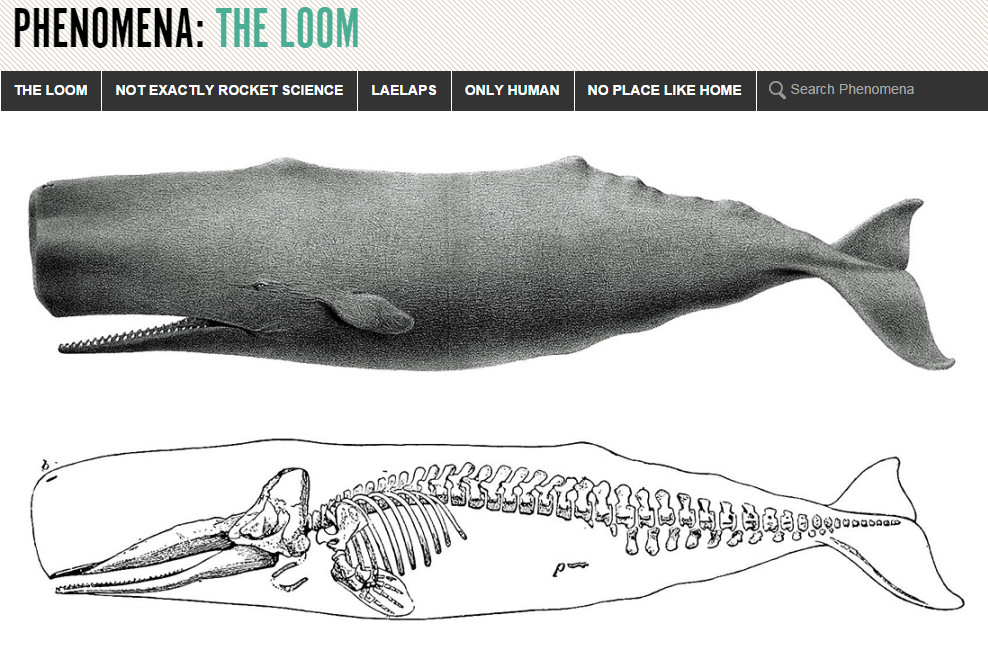 PHENOMENA: THE LOOM
THE LOOM NOT EXACTLY ROCKET SCIENCE LAELAPS ONLY HUMAN NO PLACE LIKE HOME Search Phenomena
b
p